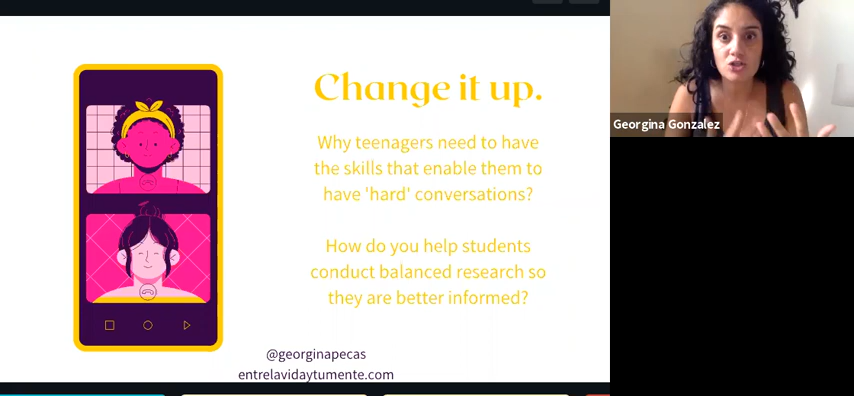 Change it up.
Why teenagers need to have
the skills that enable them to
have 'hard' conversations?
How do you help students
conduct balanced research so
they are better informed?
@georginapecas
entrelavidaytumente.com
Georgina Gonzalez